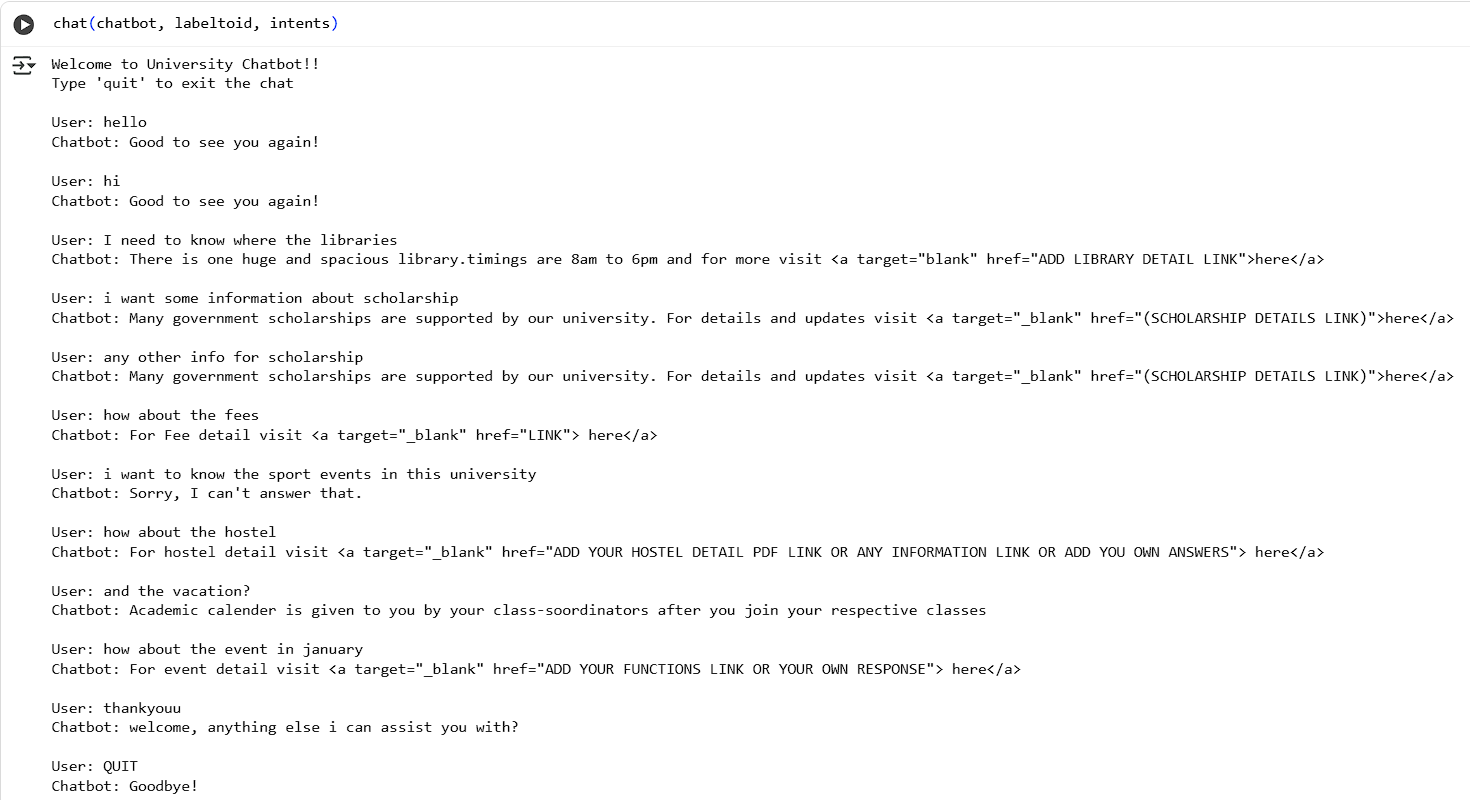 chat(chatbot, labeltoid, intents)
Welcome to University Chatbot!!
Type 'quit' to exit the chat
User: hello
Chatbot: Good to see you again!
User: hi
Chatbot: Good to see you again!
User: I need to know where the libraries
Chatbot: There is one huge and spacious library.timings are 8am to 6pm and for more visit <a target="blank" href="ADD LIBRARY DETAIL LINK">here</a>
User: i want some information about scholarship
Chatbot: Many government scholarships are supported by our university. For details and updates visit <a target="_blank" href="(SCHOLARSHIP DETAILS LINK)">here</a>
User: any other info for scholarship
Chatbot: Many government scholarships are supported by our university. For details and updates visit <a target="_blank" href="(SCHOLARSHIP DETAILS LINK)">here</a>
User: how about the fees
Chatbot: For Fee detail visit <a target="_blank" href="LINK"> here</a>
User: i want to know the sport events in this university
Chatbot: Sorry, I can't answer that.
User: how about the hostel
Chatbot: For hostel detail visit <a target="_blank" href="ADD YOUR HOSTEL DETAIL PDF LINK OR ANY INFORMATION LINK OR ADD YOU OWN ANSWERS"> here</a>
User: and the vacation?
Chatbot: Academic calender is given to you by your class-soordinators after you join your respective classes
User: how about the event in january
Chatbot: For event detail visit <a target="_blank" href="ADD YOUR FUNCTIONS LINK OR YOUR OWN RESPONSE"> here</a>
User: thankyouu
Chatbot: welcome, anything else i can assist you with?
User: QUIT
Chatbot: Goodbye!